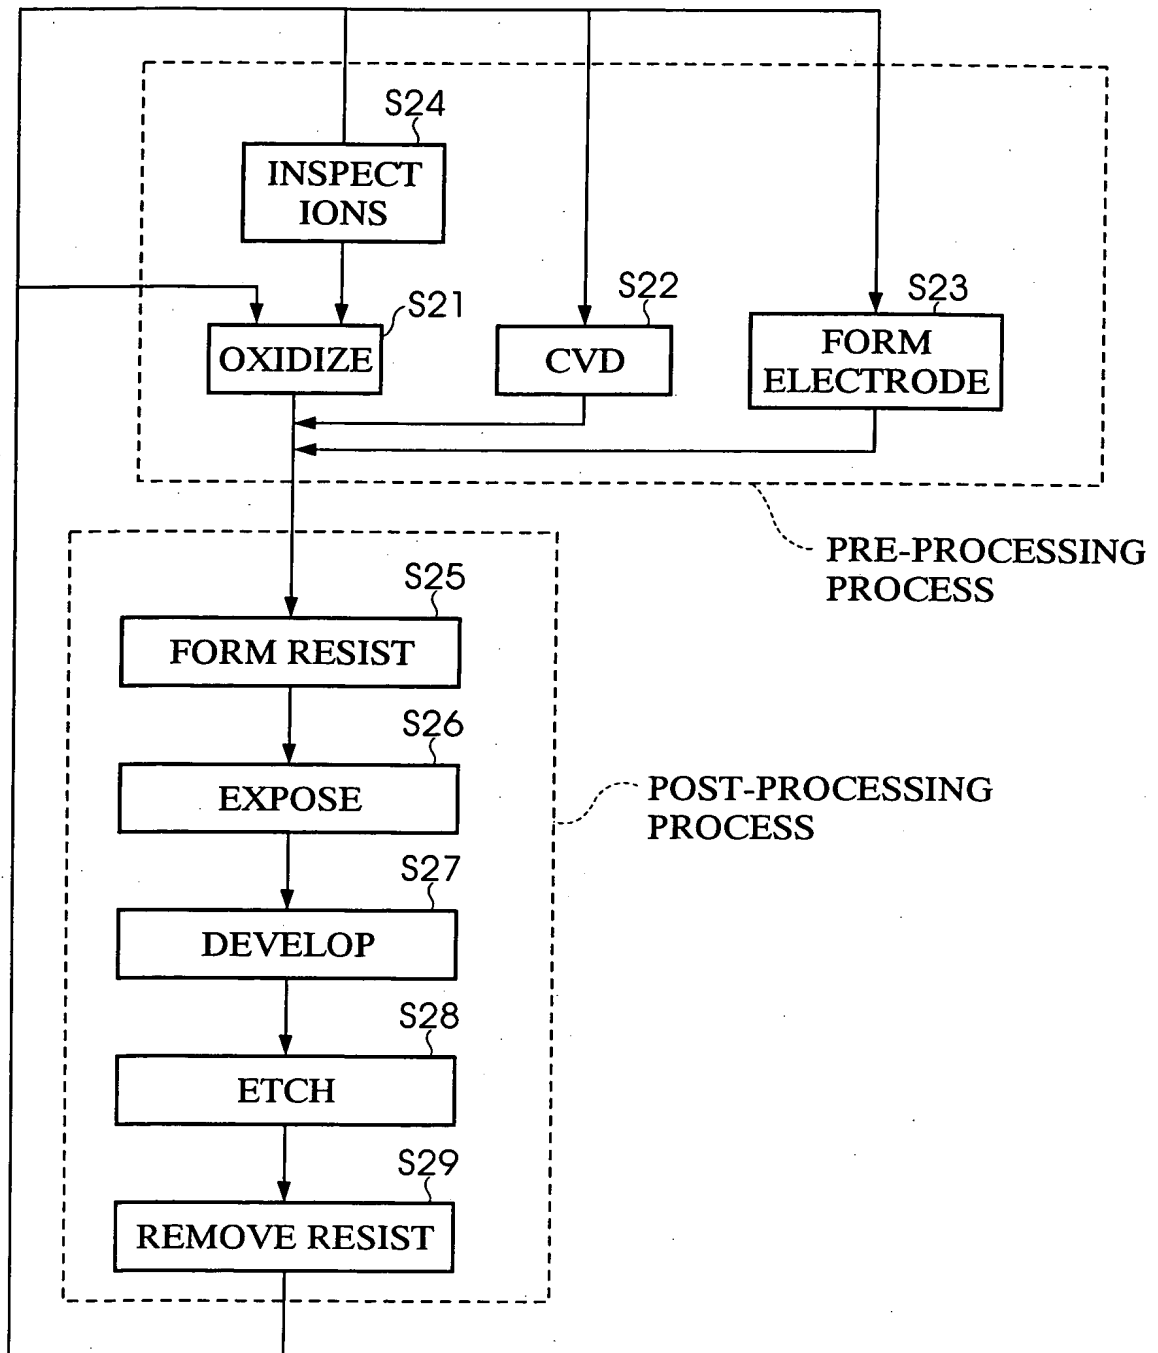 S24
INSPECT
IONS
S21
OXIDIZE
S22
CVD
S23
FORM
ELECTRODE
PRE-PROCESSING
PROCESS
S25
FORM RESIST
S26
EXPOSE
POST-PROCESSING
PROCESS
S27
DEVELOP
S28
ETCH
S29
REMOVE RESIST